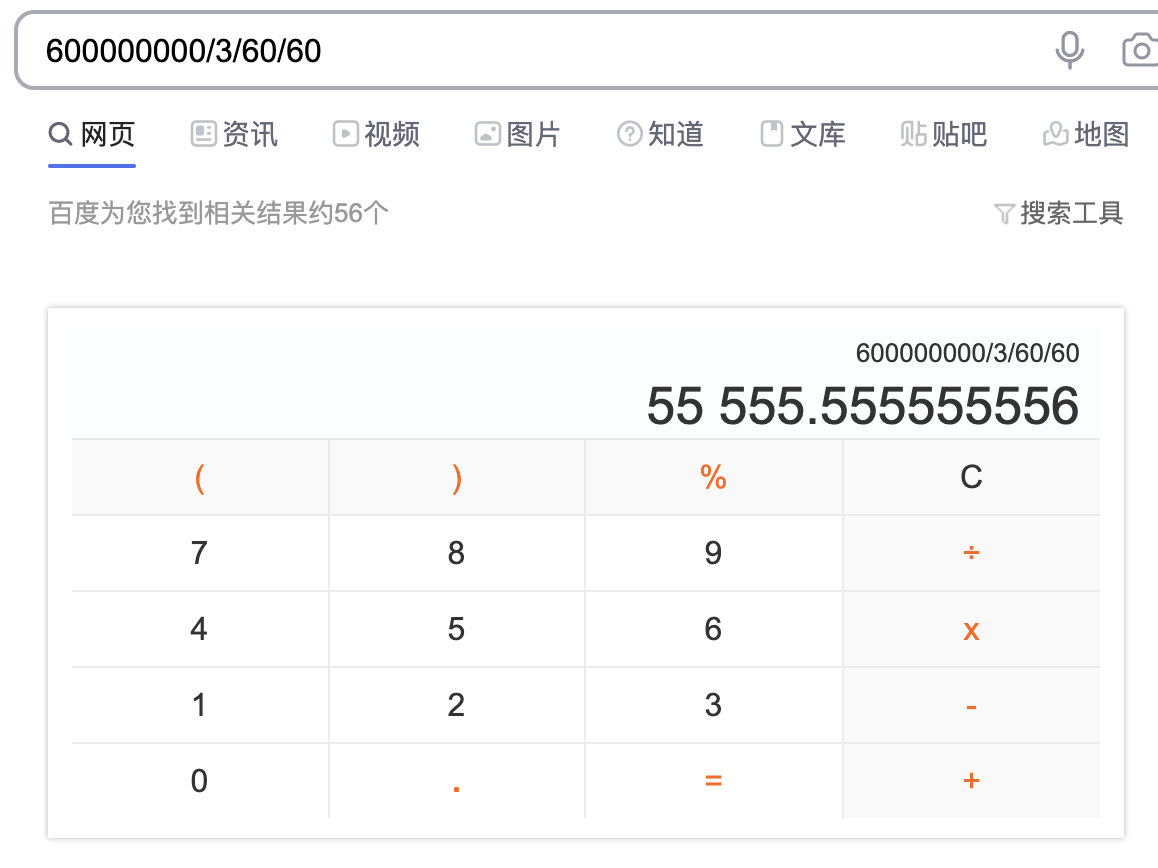 600000000/3/60/60
网页 资讯 视频 图片 知道 文库 贴吧 地图
百度为您找到相关结果约56个 搜索工具
600000000/3/60/60
55 555.555555556
( ) % C
7 8 9 ÷
4 5 6 x
1 2 3 -
0 . = +